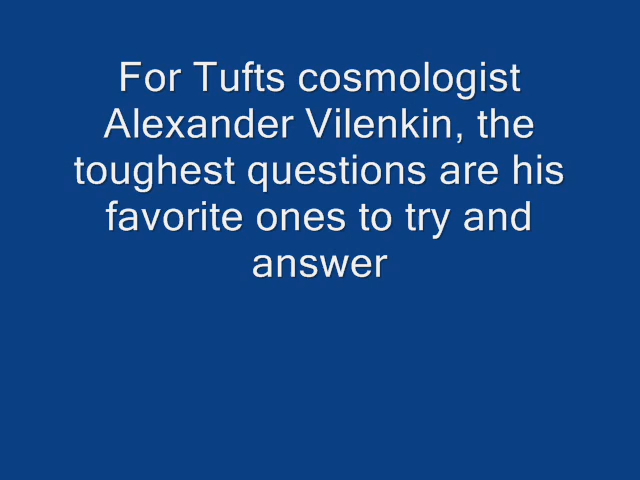 For Tufts cosmologist
Alexander Vilenkin, the
toughest questions are his
favorite ones to try and
answer